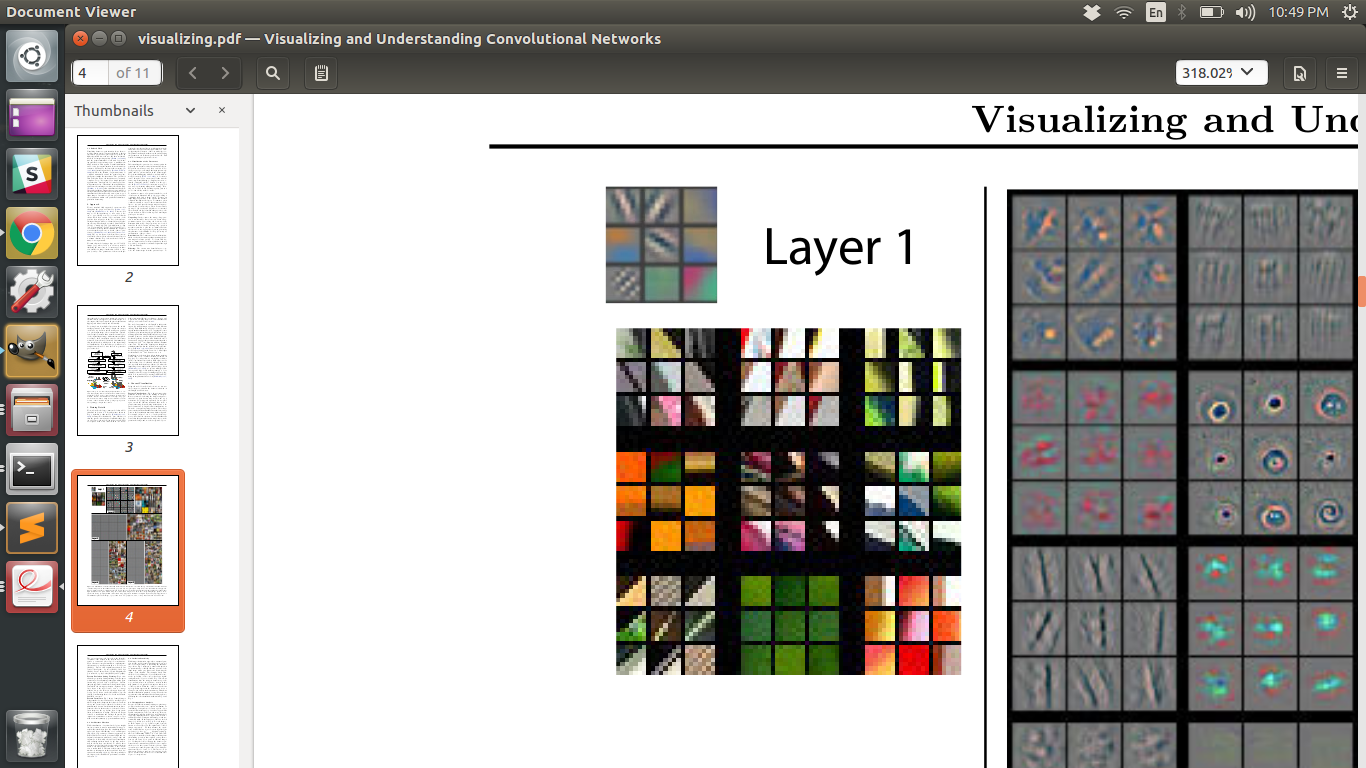 Document Viewer
En
10:49 PM
visualizing.pdf — Visualizing and Understanding Convolutional Networks
4 of 11
318.02%
Thumbnails
2
3
4
Visualizing and Und
Layer 1